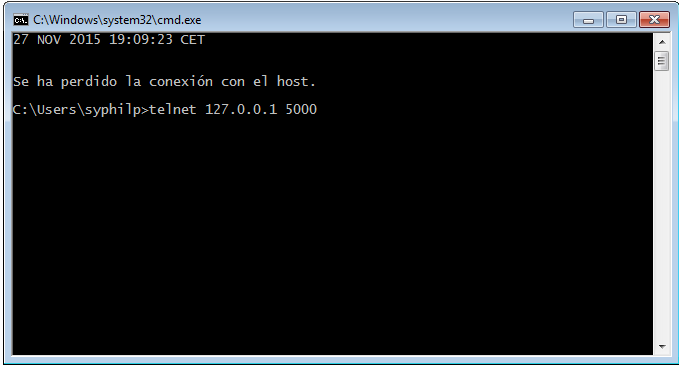 C:\Windows\system32\cmd.exe
27 NOV 2015 19:09:23 CET
Se ha perdido la conexión con el host.
C:\Users\syphilp>telnet 127.0.0.1 5000